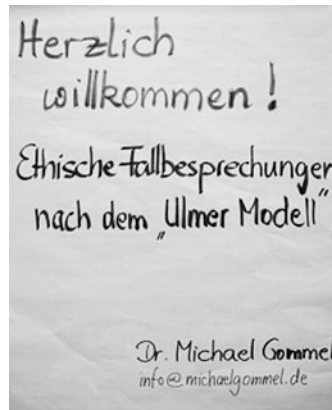 Herzlich
willkommen!
Ethische Fallbesprechungen
nach dem „Ulmer Modell“
Dr. Michael Gommel
info@michaelgommel.de